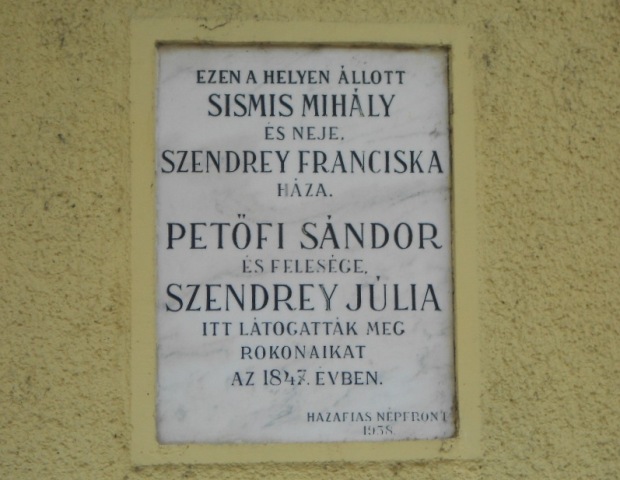 EZEN A HELYEN ÁLLOTT
SISMIS MIHÁLY
ÉS NEJE,
SZENDREY FRANCISKA
HÁZA.
PETŐFI SÁNDOR
ÉS FELESÉGE,
SZENDREY JÚLIA
ITT LÁTOGATTÁK MEG
ROKONAIKAT
AZ 1847. ÉVBEN.
HAZAFIAS NÉPFRONT